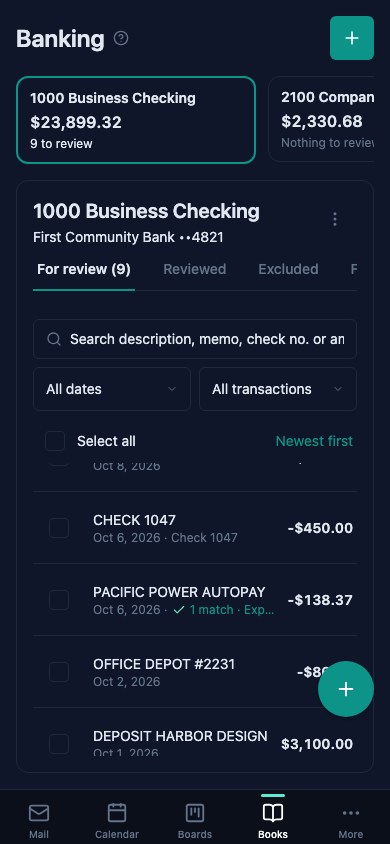 Banking
1000 Business Checking
$23,899.32
9 to review
2100 Compan
$2,330.68
Nothing to review
1000 Business Checking
First Community Bank ••4821
For review (9)
Reviewed
Excluded
F
Search description, memo, check no. or am
All dates
All transactions
Select all
Newest first
Oct 8, 2026
CHECK 1047
-$450.00
Oct 6, 2026 · Check 1047
PACIFIC POWER AUTOPAY
-$138.37
Oct 6, 2026 · ✓ 1 match · Exp...
OFFICE DEPOT #2231
Oct 2, 2026
DEPOSIT HARBOR DESIGN
$3,100.00
Oct 1, 2026
Mail
Calendar
Boards
Books
More